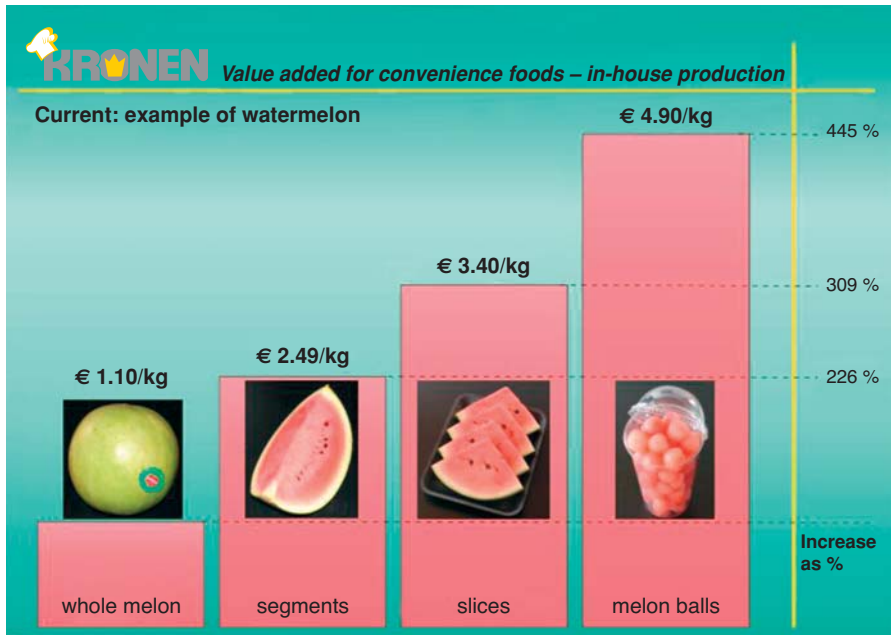 KRONEN
Value added for convenience foods – in-house production
Current: example of watermelon
€ 4.90/kg
445 %
€ 3.40/kg
309 %
€ 2.49/kg
226 %
€ 1.10/kg
Increase
as %
whole melon
segments
slices
melon balls